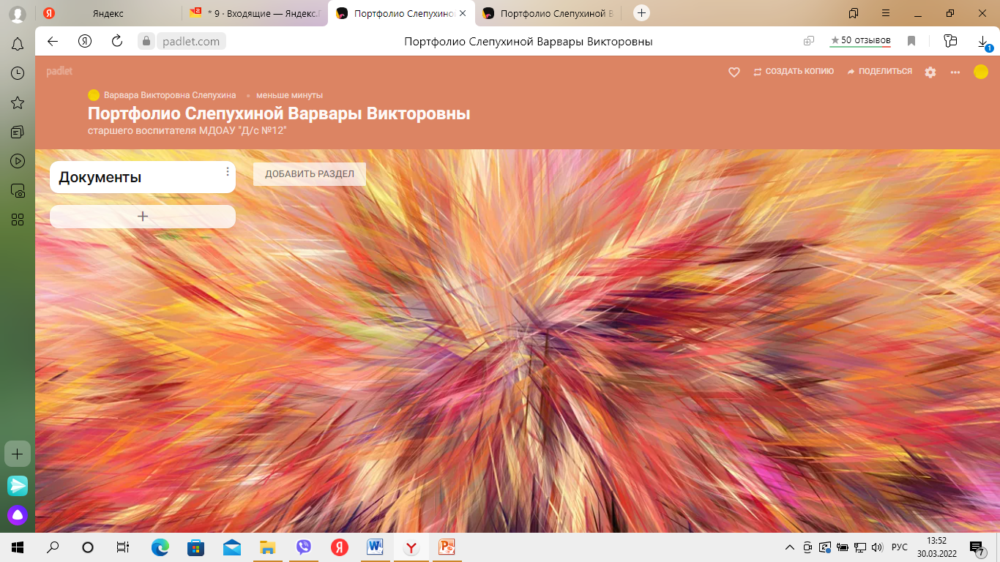 Яндекс
* 9 · Входящие — Яндекс.П
Портфолио Слепухино
Портфолио Слепухиной В
padlet.com
Портфолио Слепухиной Варвары Викторовны
50 отзывов
1
padlet
СОЗДАТЬ КОПИЮ
ПОДЕЛИТЬСЯ
Варвара Викторовна Слепухина • меньше минуты
Портфолио Слепухиной Варвары Викторовны
старшего воспитателя МДОАУ "Д/с №12"
Документы
ДОБАВИТЬ РАЗДЕЛ
РУС
13:52
30.03.2022
7